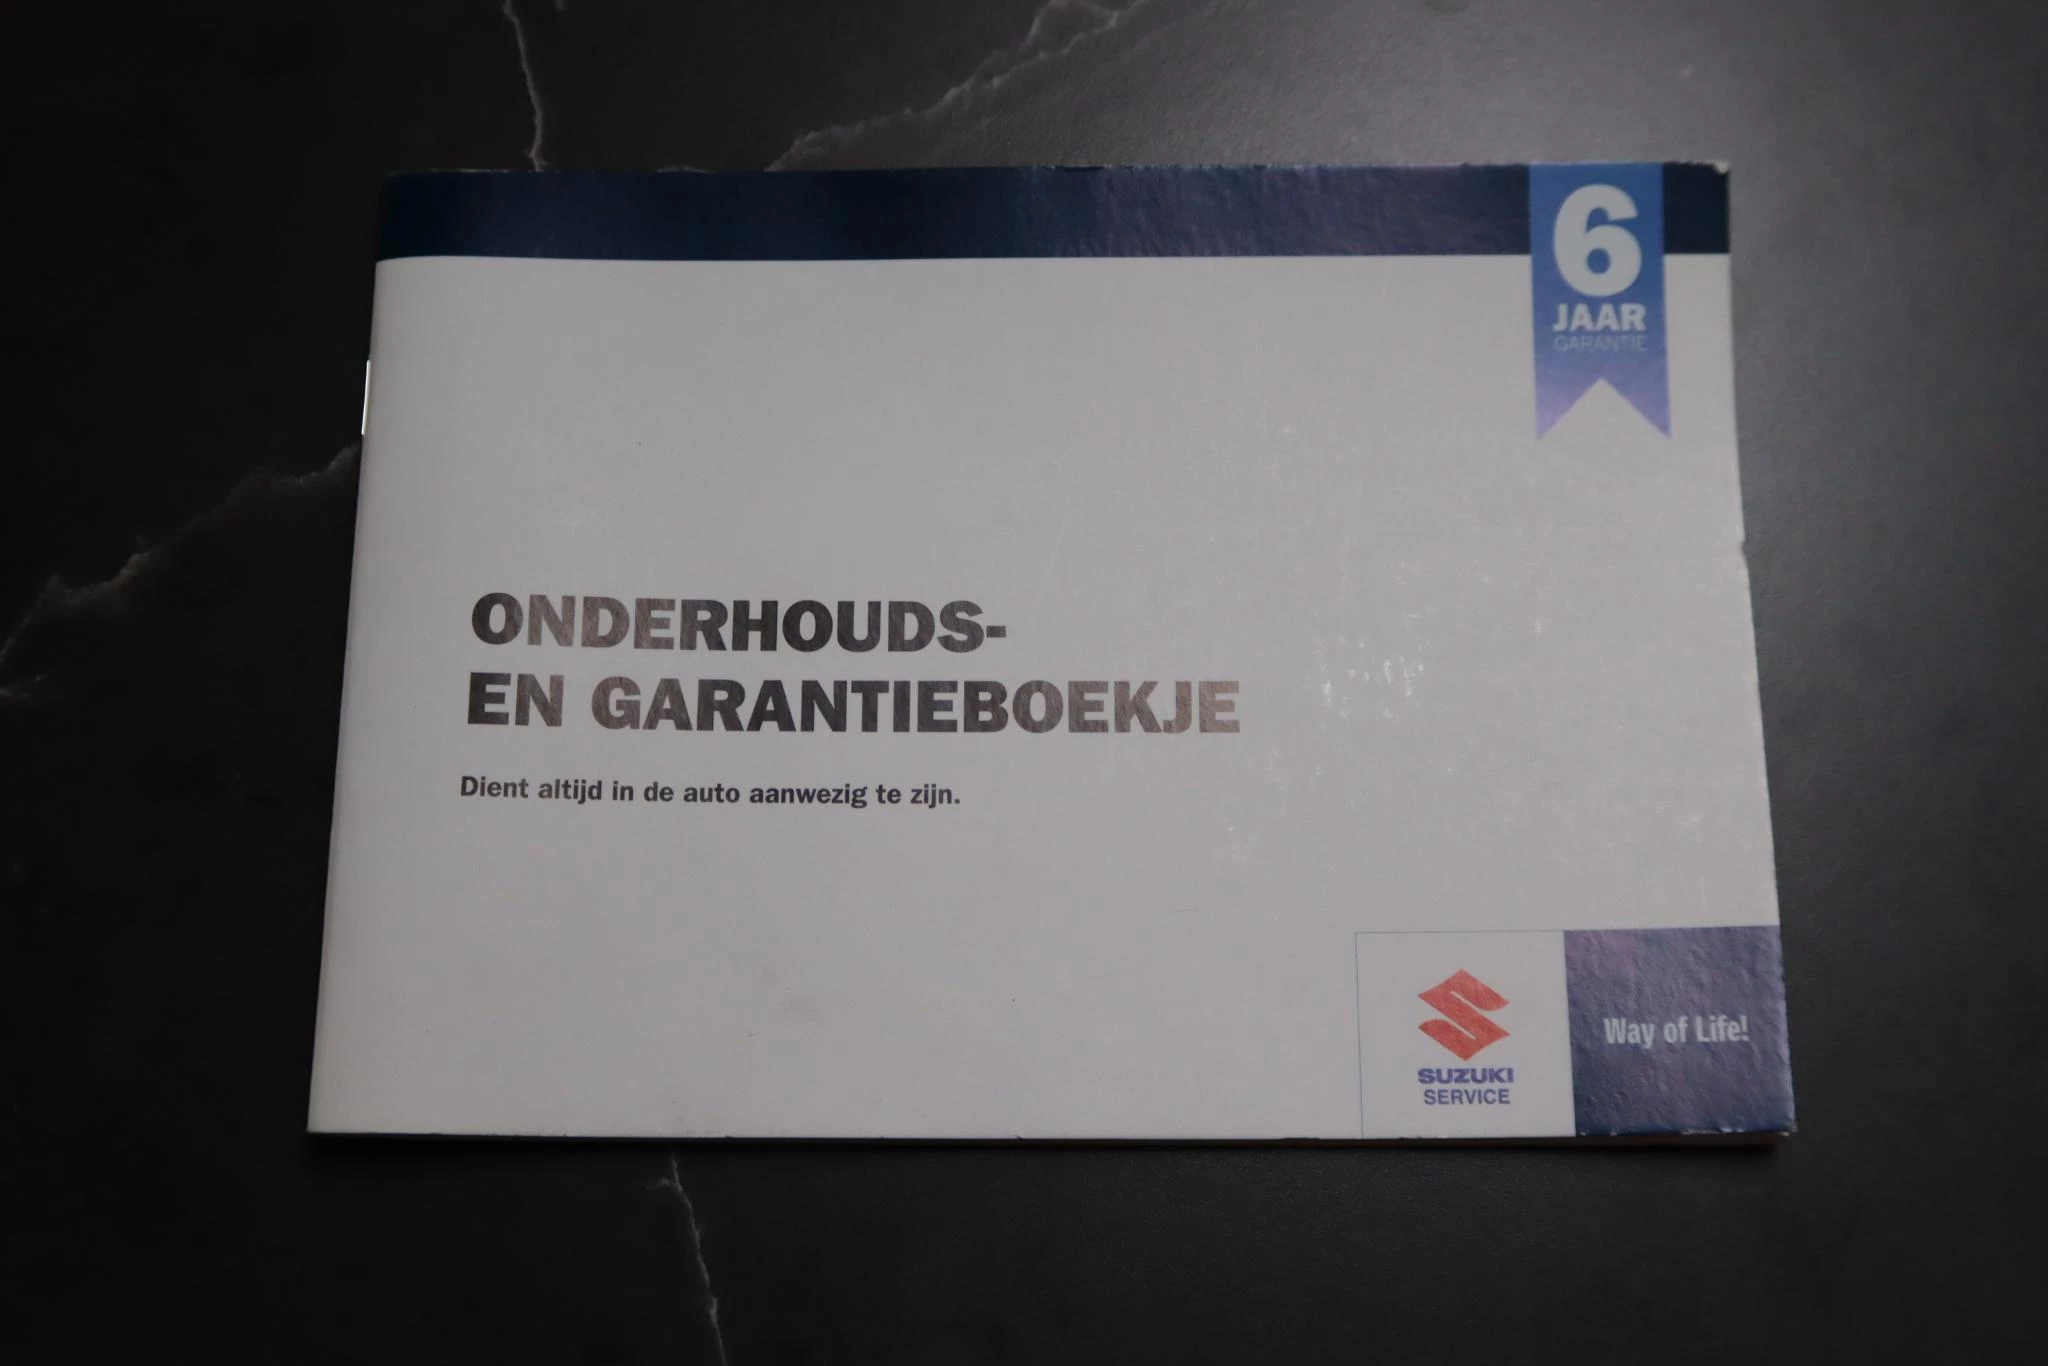 6
JAAR
GARANTIE
ONDERHOUDS-
EN GARANTIEBOEKJE
Dient altijd in de auto aanwezig te zijn.
SUZUKI
SERVICE
Way of Life!